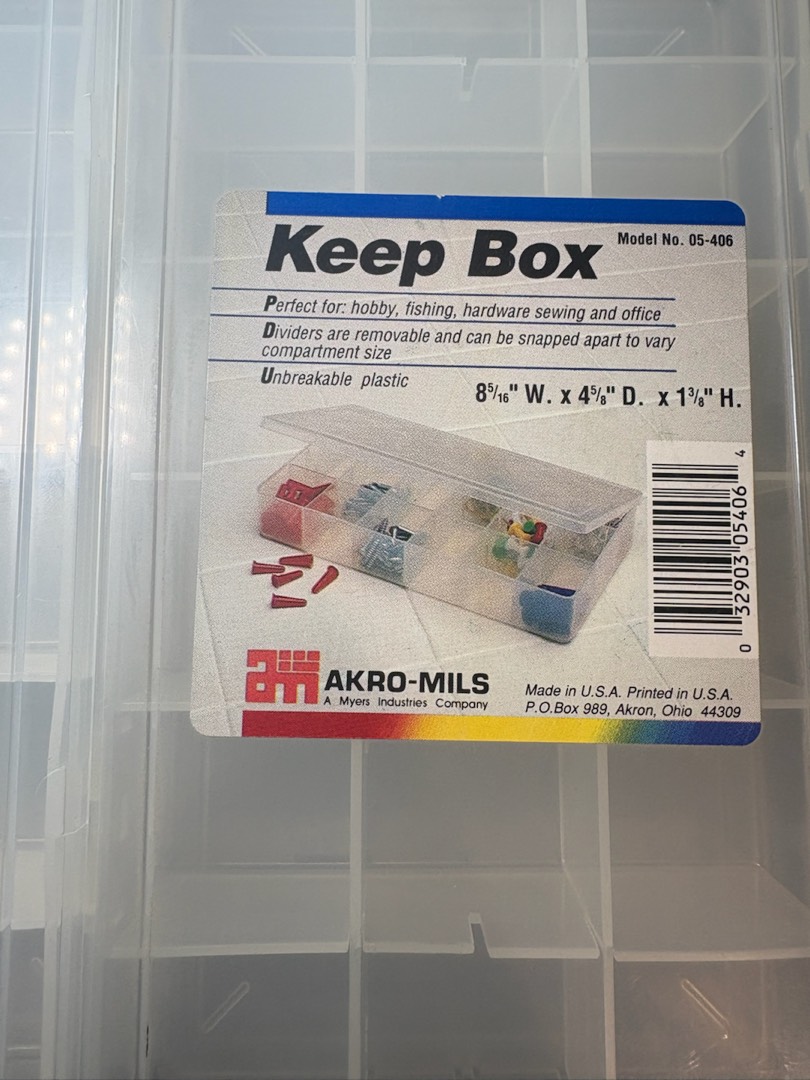 Keep Box
Model No. 05-406
Perfect for: hobby, fishing, hardware sewing and office
Dividers are removable and can be snapped apart to vary
compartment size
Unbreakable plastic
8 5/16" W. x 4 5/8" D. x 1 3/8" H.
0 32903 05406 4
AKRO-MILS
A Myers Industries Company
Made in U.S.A. Printed in U.S.A.
P.O.Box 989, Akron, Ohio 44309